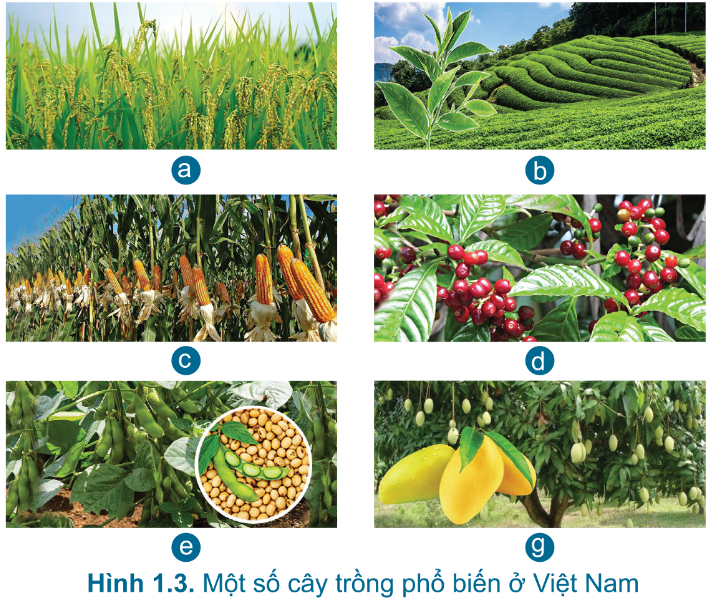 a
b
c
d
e
g
Hình 1.3. Một số cây trồng phổ biến ở Việt Nam